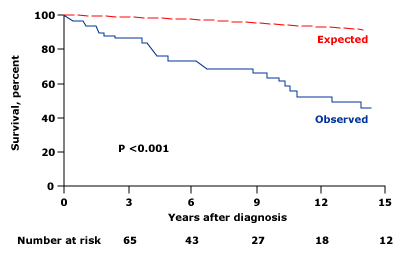 100
80
60
40
20
0
Survival, percent
Expected
Observed
P <0.001
0 3 6 9 12 15
Years after diagnosis
Number at risk 65 43 27 18 12